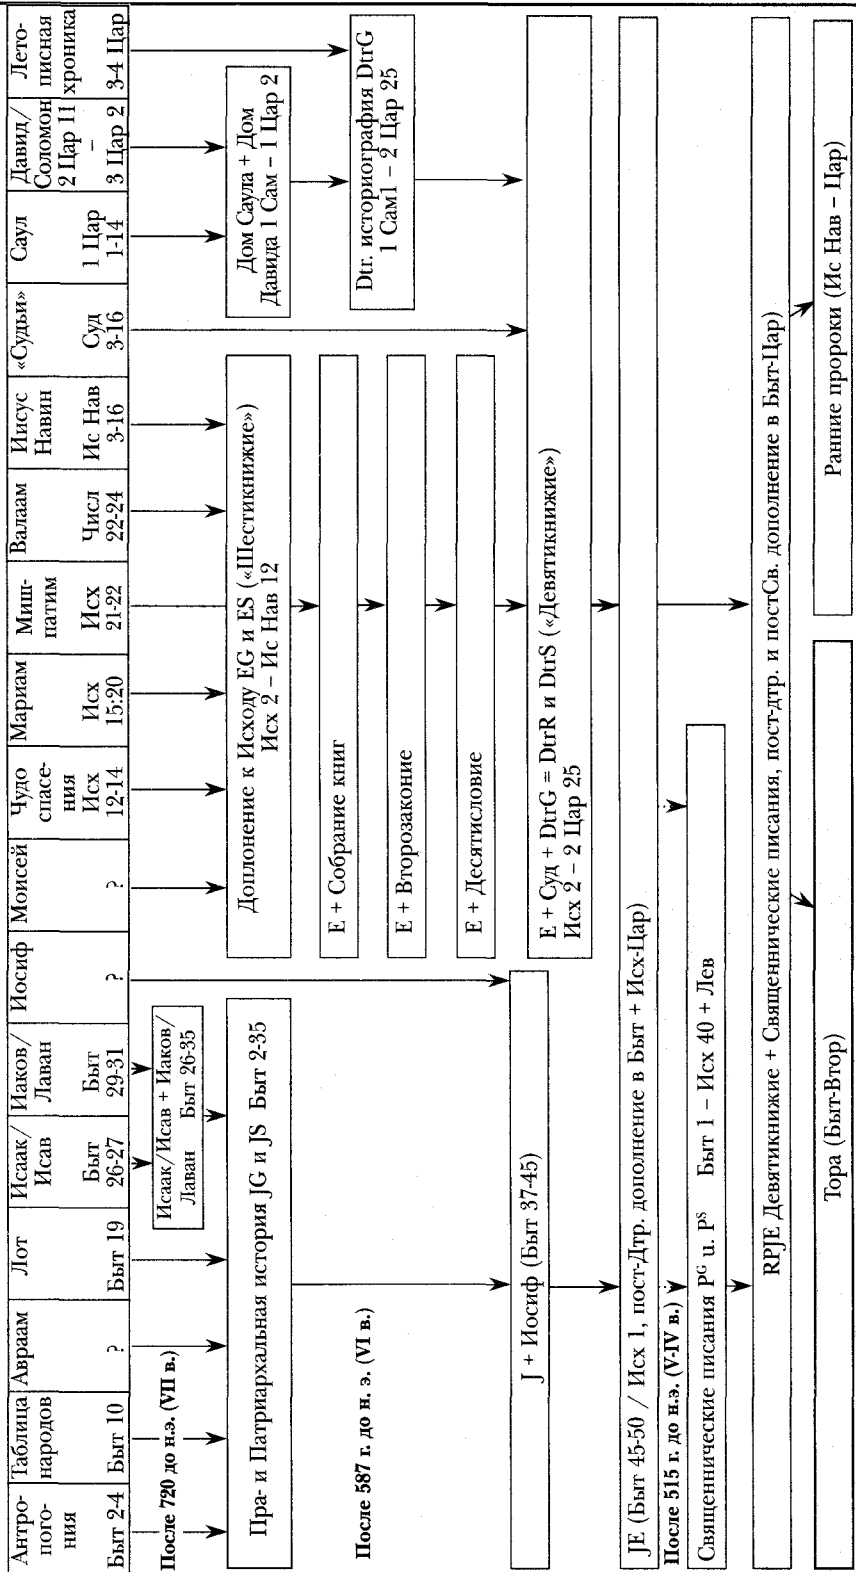 Антро-
пого-
ния
Быт 2-4
Таблица
народов
Быт 10
Авраам
?
Лот
Быт 19
Исаак/
Исав
Быт
26-27
Иаков/
Лаван
Быт
29-31
Иосиф
?
Моисей
?
Чудо
спасе-
ния
Исх
12-14
Мариам
Исх
15:20
Миш-
патим
Исх
21-22
Валаам
Числ
22-24
Иисус
Навин
Ис Нав
3-16
«Судьи»
Суд
3-16
Саул
1 Цар
1-14
Давид/
Соломон
2 Цар 11
–
3 Цар 2
Лето-
писная
хроника
3-4 Цар
После 720 до н.э. (VII в.)
Исаак/Исав + Иаков/
Лаван Быт 26-35
Пра- и Патриархальная история JG и JS Быт 2-35
Доплонение к Исходу EG и ES («Шестикнижие»)
Исх 2 – Ис Нав 12
Дом Саула + Дом
Давида 1 Сам – 1 Цар 2
После 587 г. до н. э. (VI в.)
E + Собрание книг
E + Второзаконие
E + Десятисловие
Dtr. историография DtrG
1 Сам1 – 2 Цар 25
J + Иосиф (Быт 37-45)
E + Суд + DtrG = DtrR и DtrS («Девятикнижие»)
Исх 2 – 2 Цар 25
JE (Быт 45-50 / Исх 1, пост-Дтр. дополнение в Быт + Исх-Цар)
После 515 г. до н.э. (V-IV в.)
Священнические писания Pᴳ u. Pˢ Быт 1 – Исх 40 + Лев
RPJE Девятикнижие + Священнические писания, пост-дтр. и постСв. дополнение в Быт-Цар)
Тора (Быт-Втор)
Ранние пророки (Ис Нав – Цар)